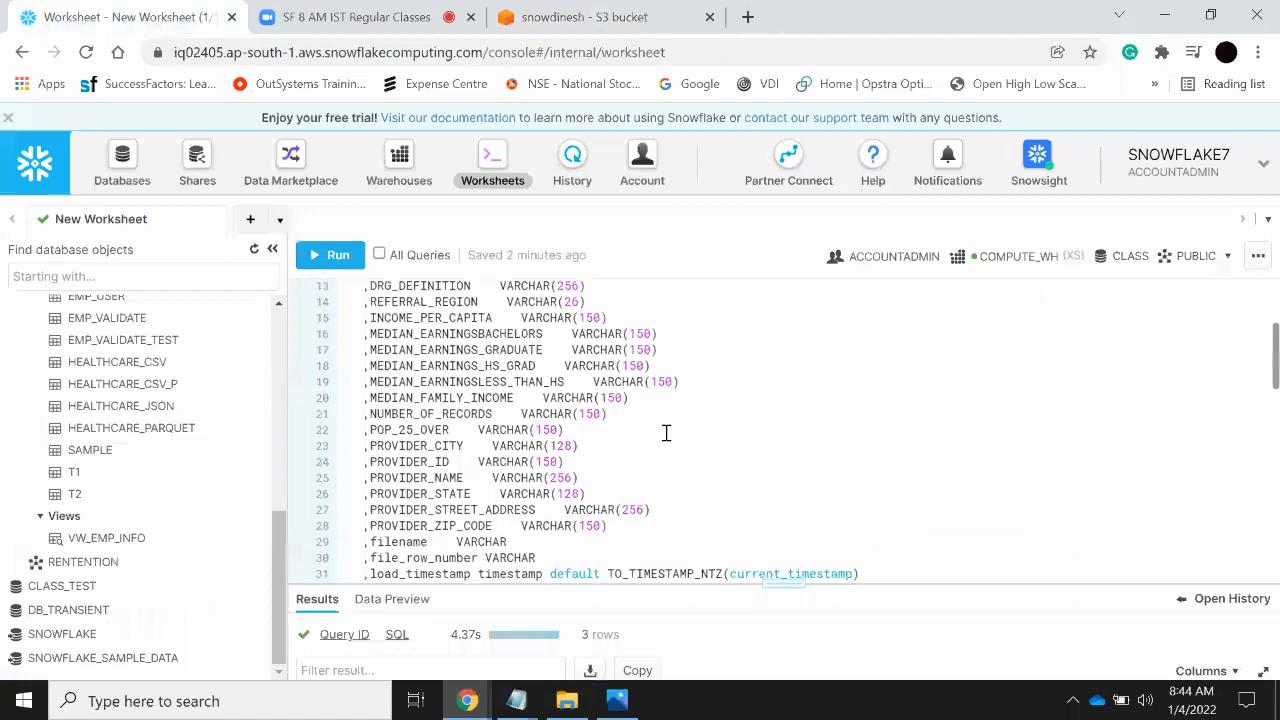 Worksheet - New Worksheet (1/
SF 8 AM IST Regular Classes
snowdinesh - S3 bucket
iq02405.ap-south-1.aws.snowflakecomputing.com/console#/internal/worksheet
Apps
SuccessFactors: Lea...
OutSystems Training...
Expense Centre
NSE - National Stoc...
Google
VDI
Home | Opstra Opti...
Open High Low Sca...
»
Reading list
Enjoy your free trial! Visit our documentation to learn more about using Snowflake or contact our support team with any questions.
Databases
Shares
Data Marketplace
Warehouses
Worksheets
History
Account
Partner Connect
Help
Notifications
Snowsight
SNOWFLAKE7
ACCOUNTADMIN
New Worksheet
Find database objects
Starting with...
Run
All Queries
Saved 2 minutes ago
ACCOUNTADMIN
COMPUTE_WH (XS)
CLASS
PUBLIC
EMP_USER
EMP_VALIDATE
EMP_VALIDATE_TEST
HEALTHCARE_CSV
HEALTHCARE_CSV_P
HEALTHCARE_JSON
HEALTHCARE_PARQUET
SAMPLE
T1
T2
Views
VW_EMP_INFO
RENTENTION
CLASS_TEST
DB_TRANSIENT
SNOWFLAKE
SNOWFLAKE_SAMPLE_DATA
13 ,DRG_DEFINITION VARCHAR(256)
14 ,REFERRAL_REGION VARCHAR(26)
15 ,INCOME_PER_CAPITA VARCHAR(150)
16 ,MEDIAN_EARNINGSBACHELORS VARCHAR(150)
17 ,MEDIAN_EARNINGS_GRADUATE VARCHAR(150)
18 ,MEDIAN_EARNINGS_HS_GRAD VARCHAR(150)
19 ,MEDIAN_EARNINGSLESS_THAN_HS VARCHAR(150)
20 ,MEDIAN_FAMILY_INCOME VARCHAR(150)
21 ,NUMBER_OF_RECORDS VARCHAR(150)
22 ,POP_25_OVER VARCHAR(150)
23 ,PROVIDER_CITY VARCHAR(128)
24 ,PROVIDER_ID VARCHAR(150)
25 ,PROVIDER_NAME VARCHAR(256)
26 ,PROVIDER_STATE VARCHAR(128)
27 ,PROVIDER_STREET_ADDRESS VARCHAR(256)
28 ,PROVIDER_ZIP_CODE VARCHAR(150)
29 ,filename VARCHAR
30 ,file_row_number VARCHAR
31 ,load_timestamp timestamp default TO_TIMESTAMP_NTZ(current_timestamp)
Results
Data Preview
Open History
Query ID
SQL
4.37s
3 rows
Filter result...
Copy
Columns
Type here to search
8:44 AM
1/4/2022